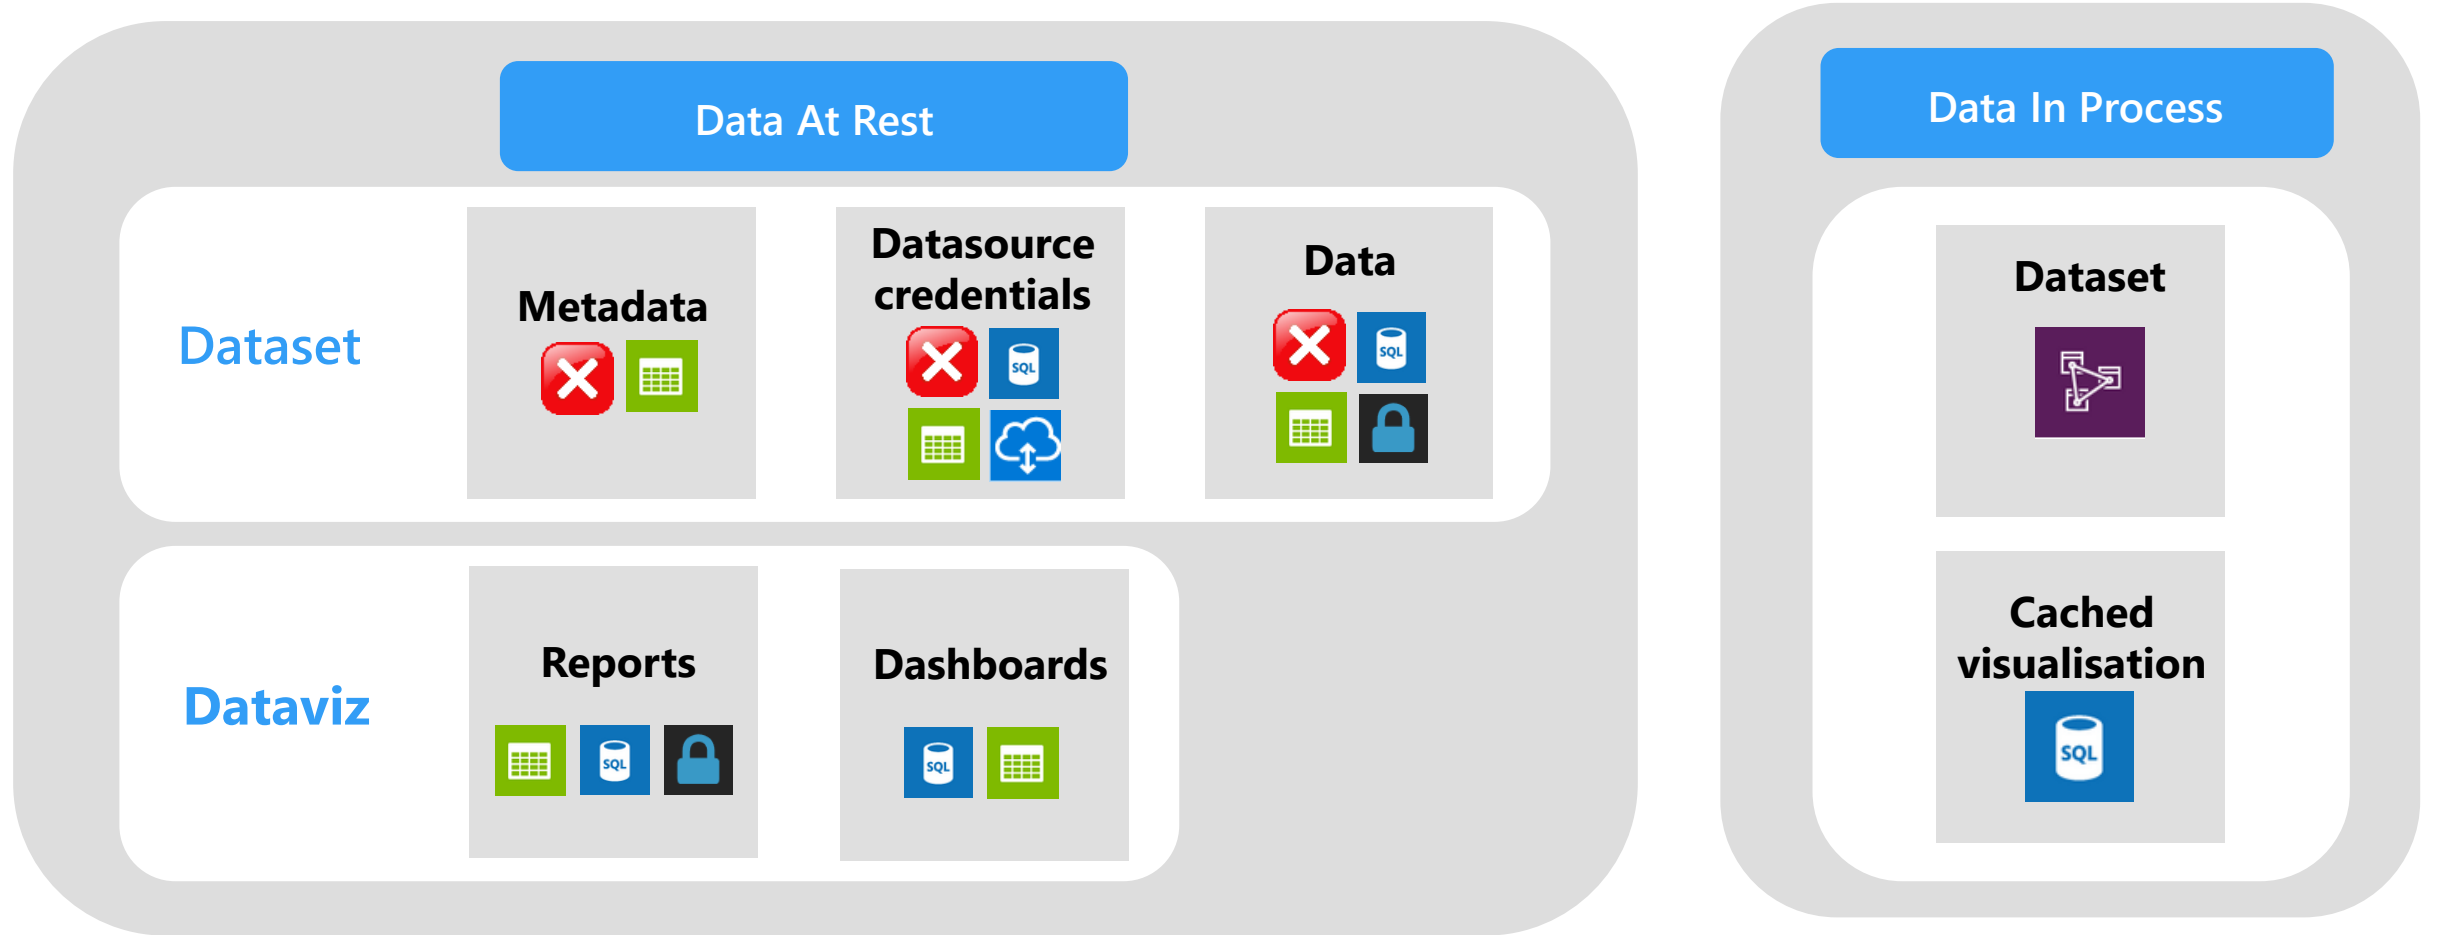 Data At Rest
Dataset
Metadata
Datasource
credentials
SQL
Data
SQL
Dataviz
Reports
SQL
Dashboards
SQL
Data In Process
Dataset
Cached
visualisation
SQL